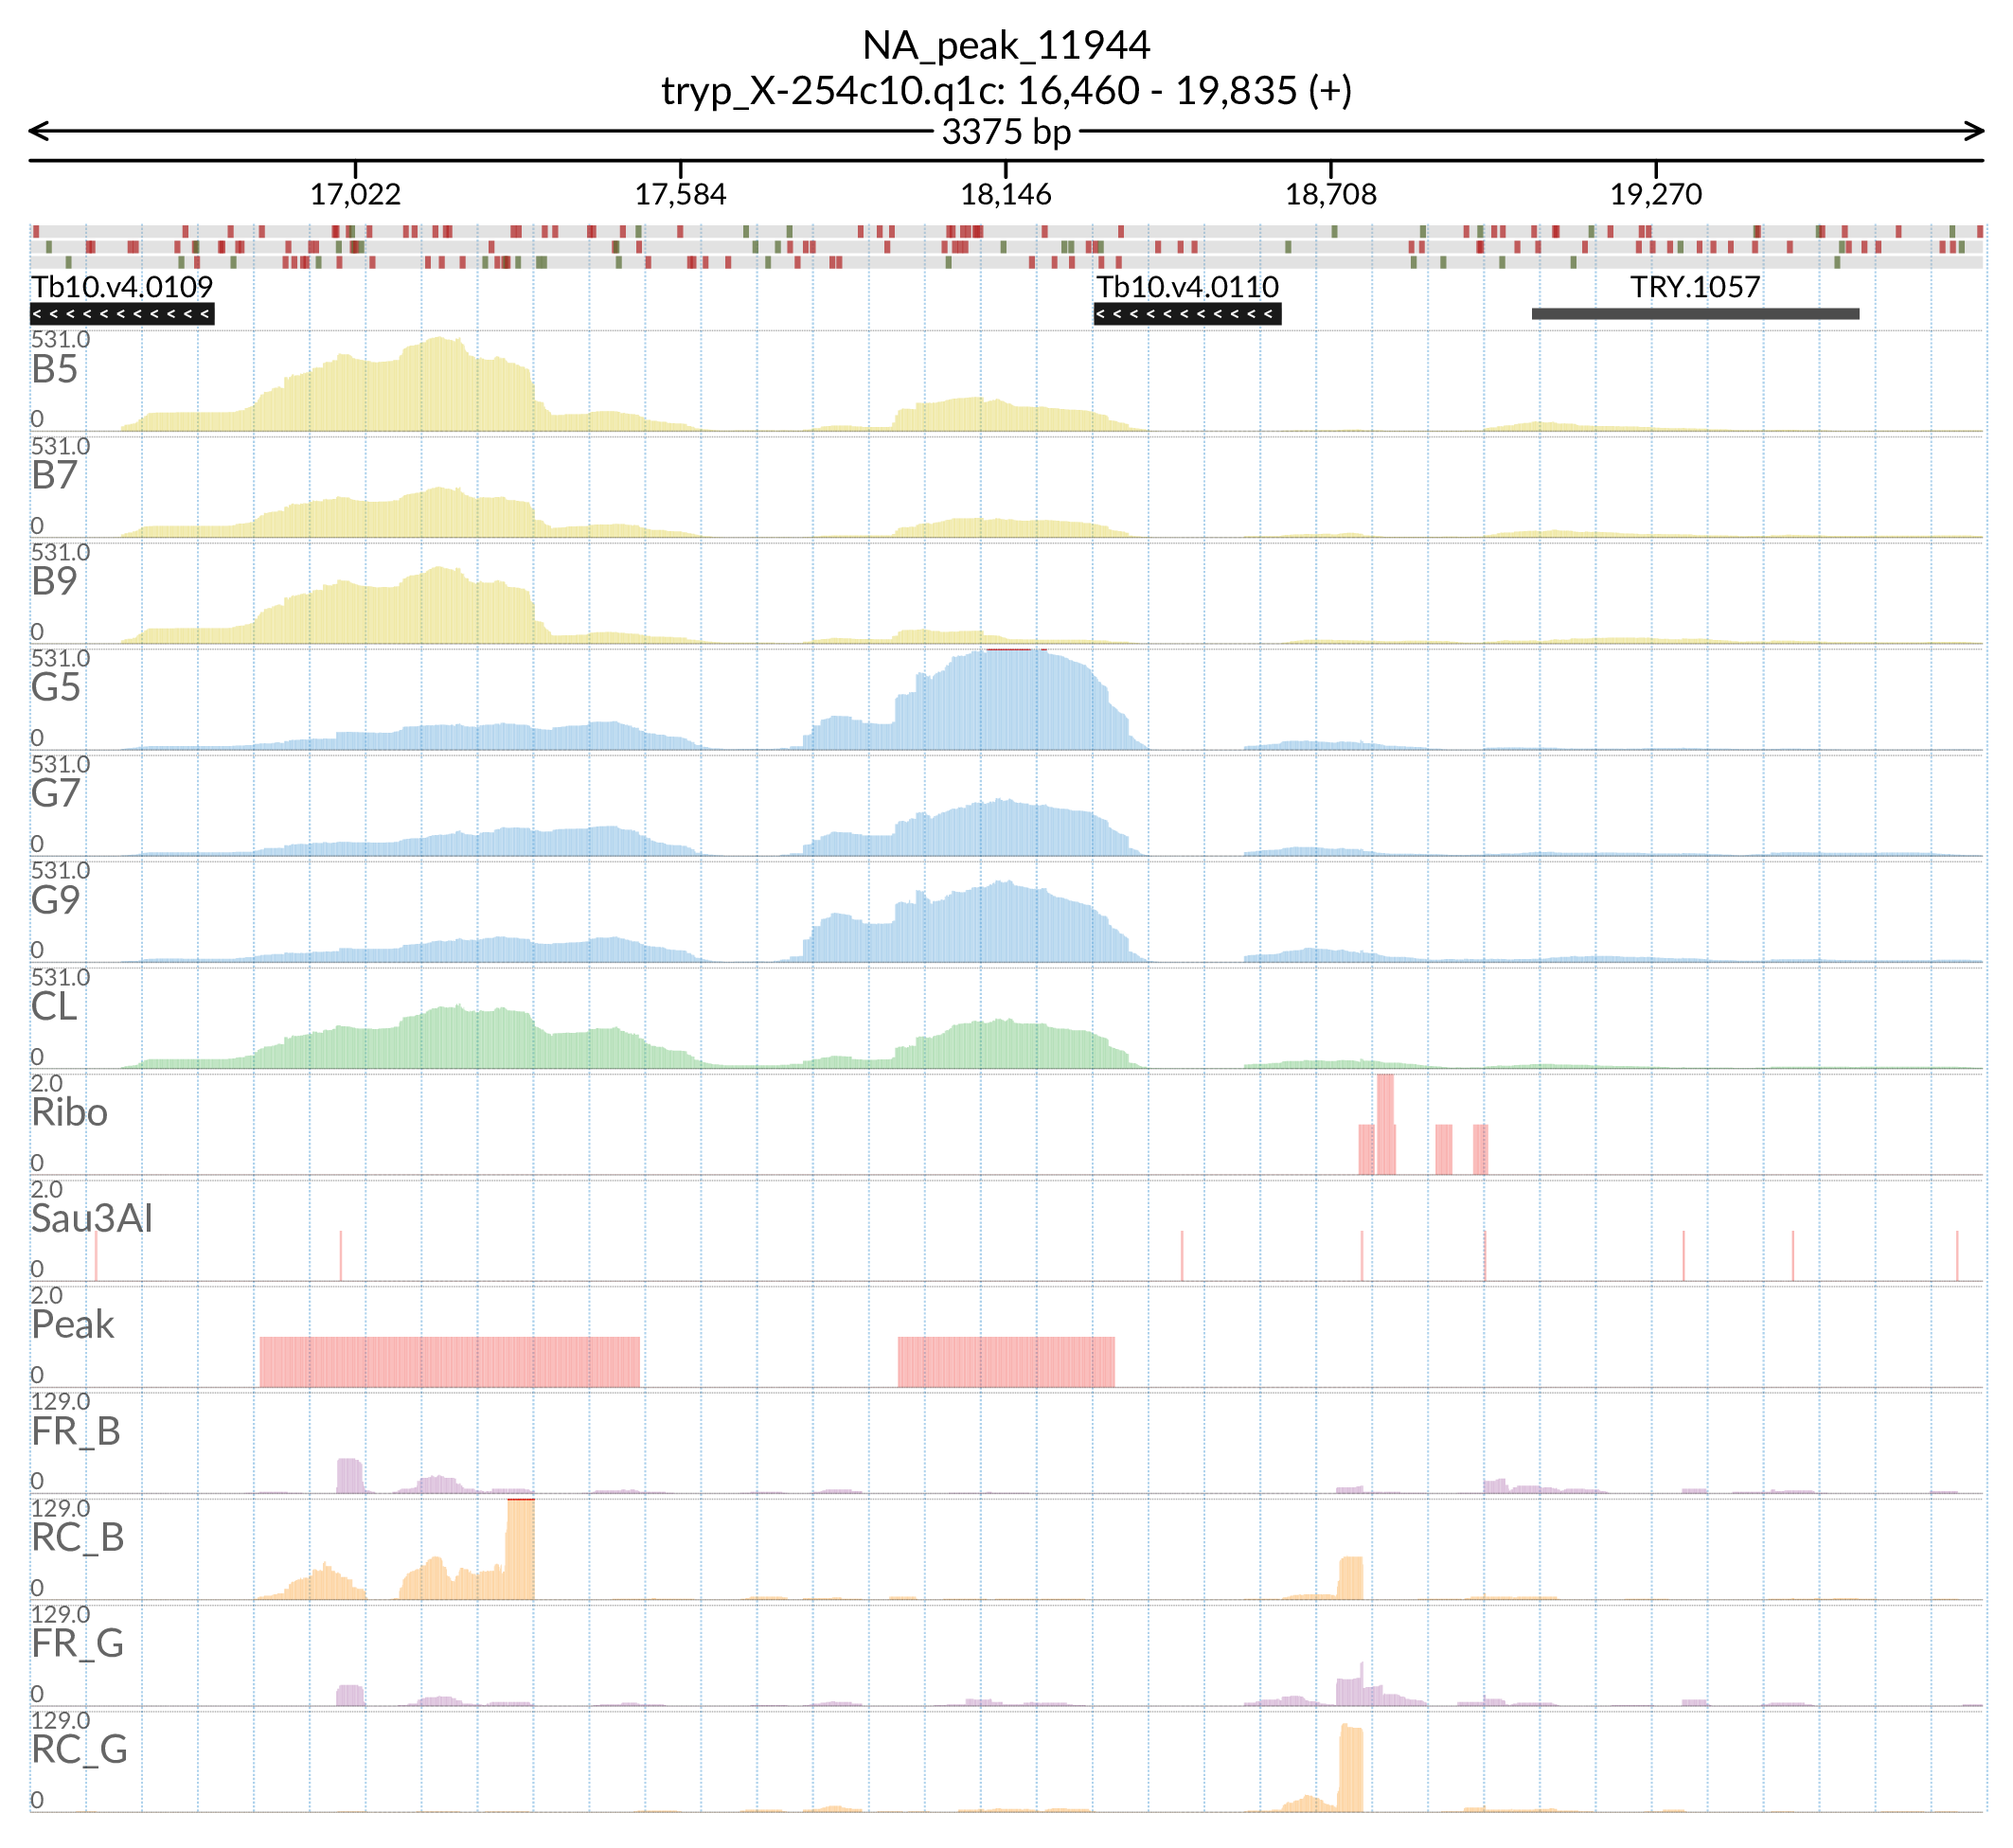 NA_peak_11944
tryp_X-254c10.q1c: 16,460 - 19,835 (+)
3375 bp
17,022 17,584 18,146 18,708 19,270
Tb10.v4.0109 Tb10.v4.0110 TRY.1057
531.0
B5
0
531.0
B7
0
531.0
B9
0
531.0
G5
0
531.0
G7
0
531.0
G9
0
531.0
CL
0
2.0
Ribo
0
2.0
Sau3AI
0
2.0
Peak
0
129.0
FR_B
0
129.0
RC_B
0
129.0
FR_G
0
129.0
RC_G
0